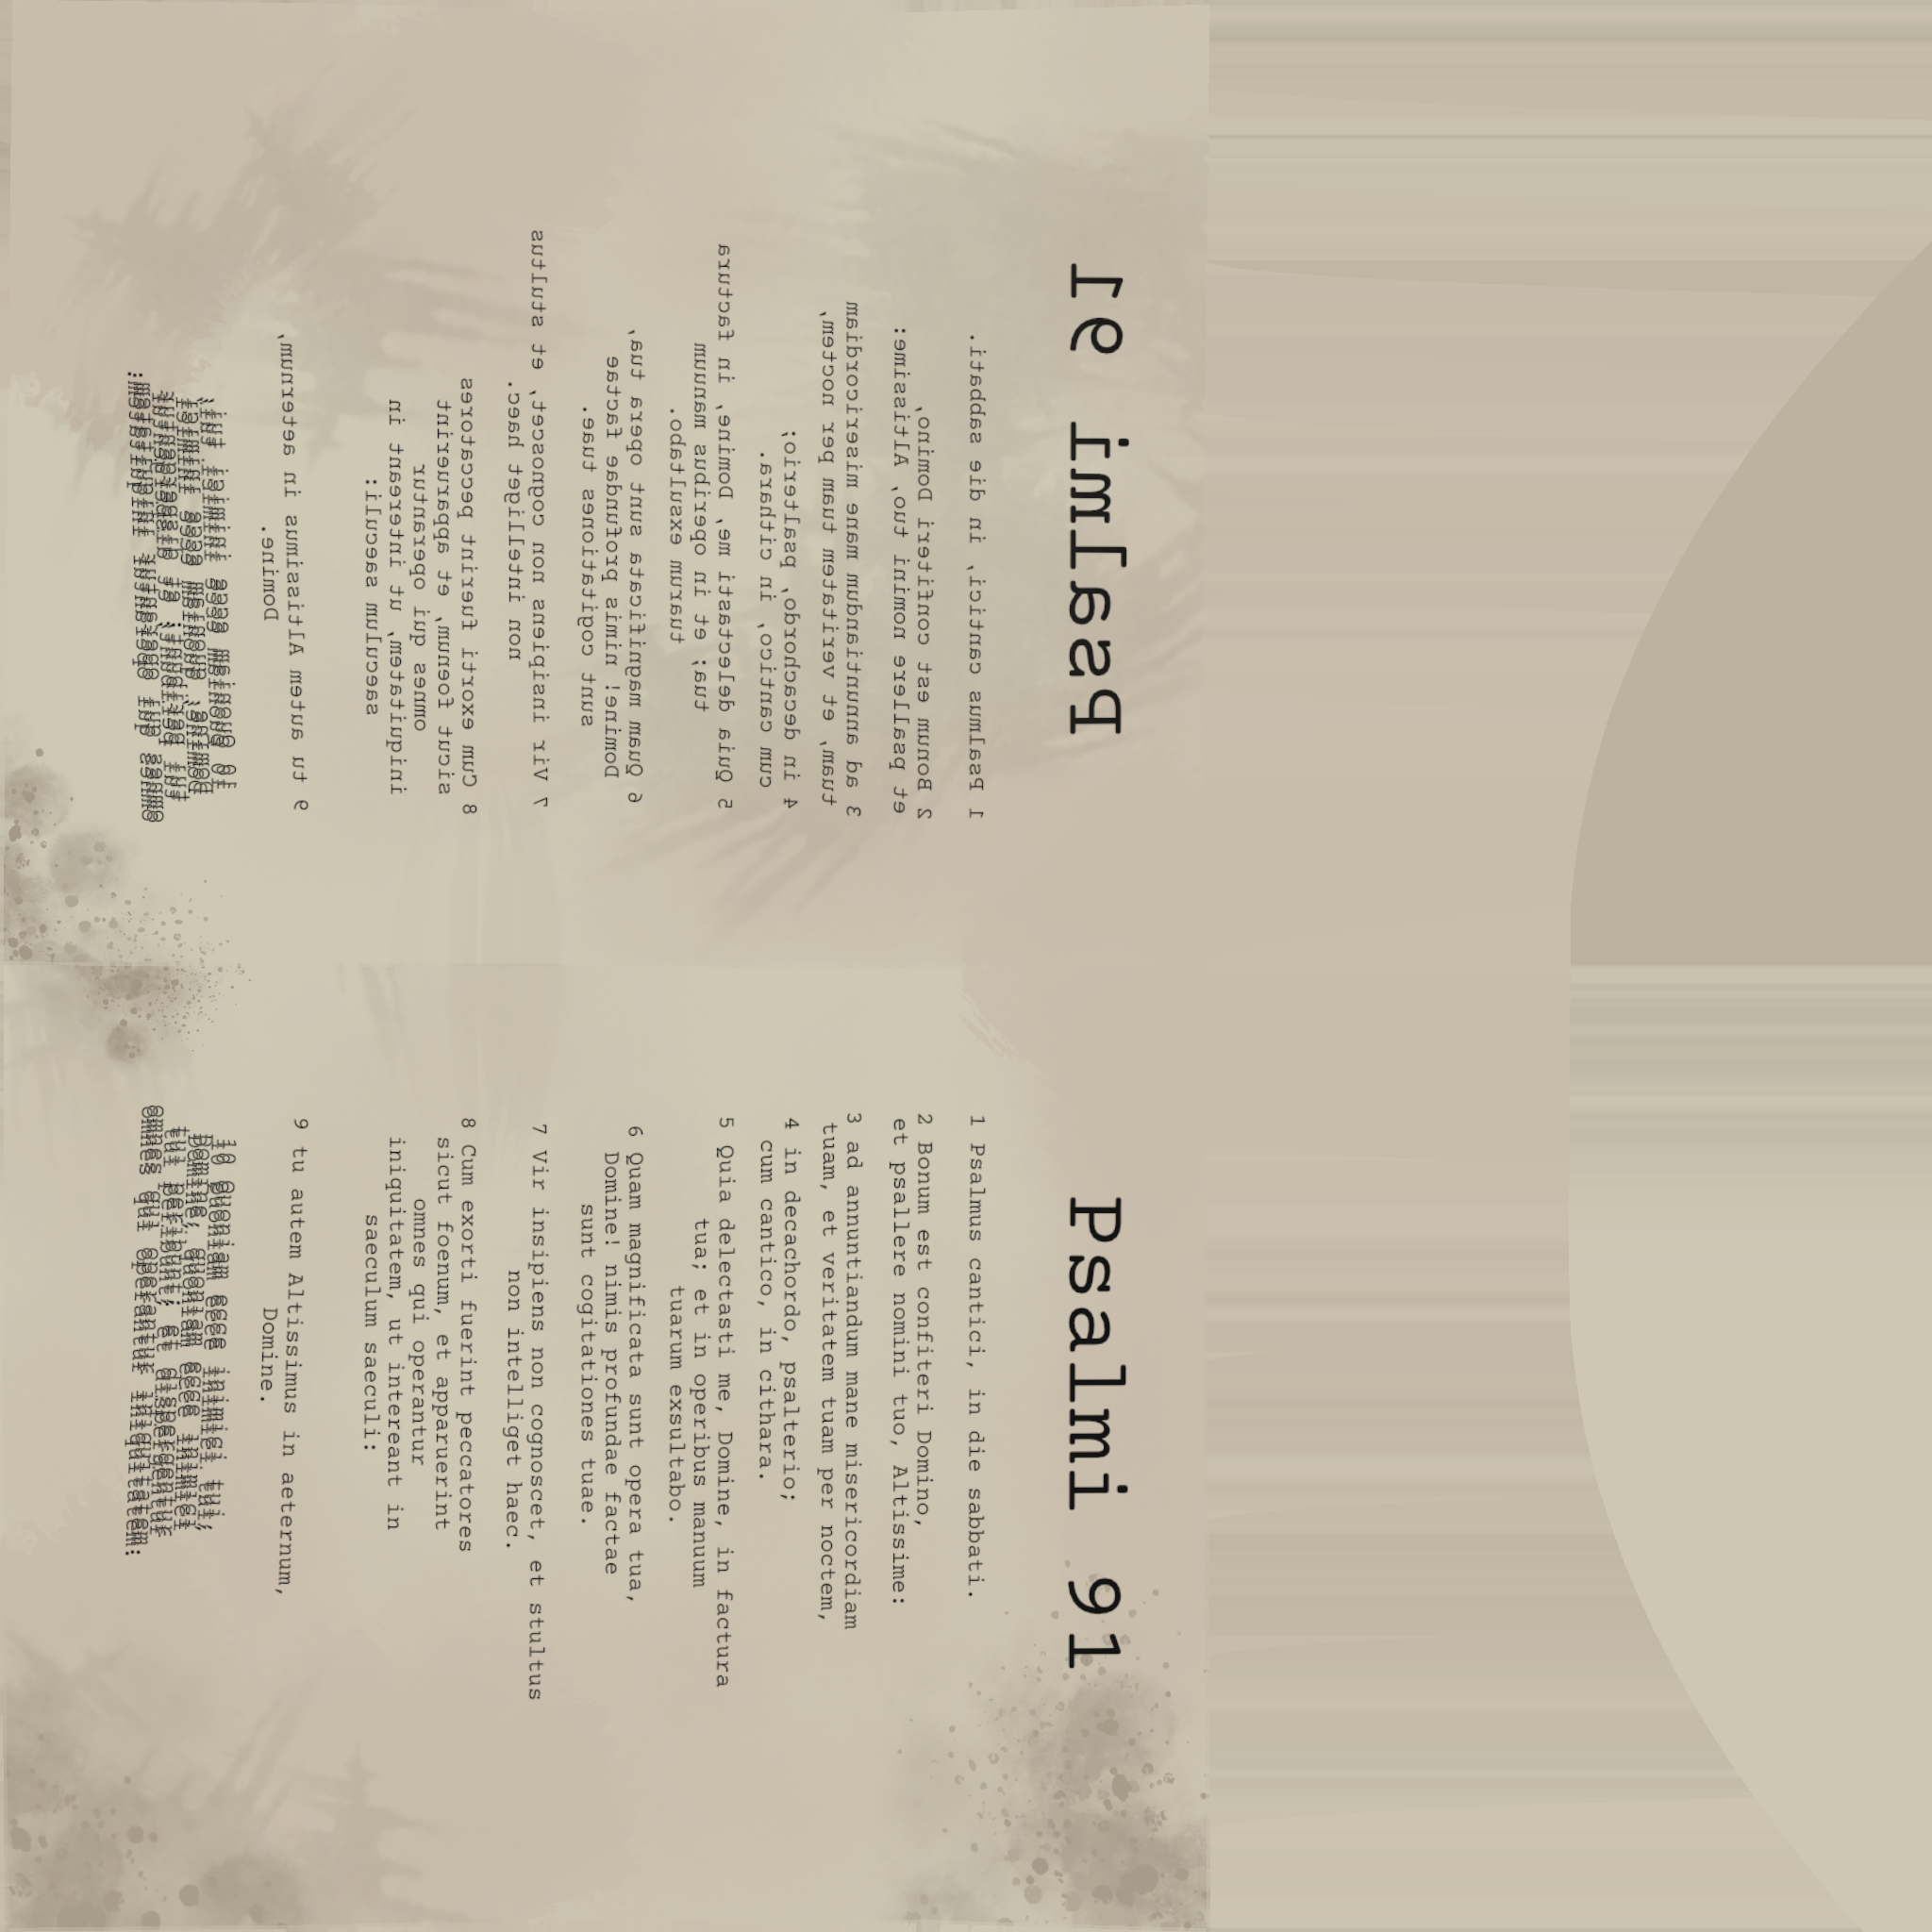 Psalmi 91
1 Psalmus cantici, in die sabbati.
2 Bonum est confiteri Domino,
et psallere nomini tuo, Altissime:
3 ad annuntiandum mane misericordiam
tuam, et veritatem tuam per noctem,
4 in decachordo, psalterio;
cum cantico, in cithara.
5 Quia delectasti me, Domine, in factura
tua; et in operibus manuum
tuarum exsultabo.
6 Quam magnificata sunt opera tua,
Domine! nimis profundae factae
sunt cogitationes tuae.
7 Vir insipiens non cognoscet, et stultus
non intelliget haec.
8 Cum exorti fuerint peccatores
sicut foenum, et apparuerint
omnes qui operantur
iniquitatem, ut intereant in
saeculum saeculi:
9 tu autem Altissimus in aeternum,
Domine.
10 Quoniam ecce inimici tui,
Domine, quoniam ecce inimici
tui peribunt; et dispergentur
omnes qui operantur iniquitatem:
Psalmi 91
1 Psalmus cantici, in die sabbati.
2 Bonum est confiteri Domino,
et psallere nomini tuo, Altissime:
3 ad annuntiandum mane misericordiam
tuam, et veritatem tuam per noctem,
4 in decachordo, psalterio;
cum cantico, in cithara.
5 Quia delectasti me, Domine, in factura
tua; et in operibus manuum
tuarum exsultabo.
6 Quam magnificata sunt opera tua,
Domine! nimis profundae factae
sunt cogitationes tuae.
7 Vir insipiens non cognoscet, et stultus
non intelliget haec.
8 Cum exorti fuerint peccatores
sicut foenum, et apparuerint
omnes qui operantur
iniquitatem, ut intereant in
saeculum saeculi:
9 tu autem Altissimus in aeternum,
Domine.
10 Quoniam ecce inimici tui,
Domine, quoniam ecce inimici
tui peribunt; et dispergentur
omnes qui operantur iniquitatem: